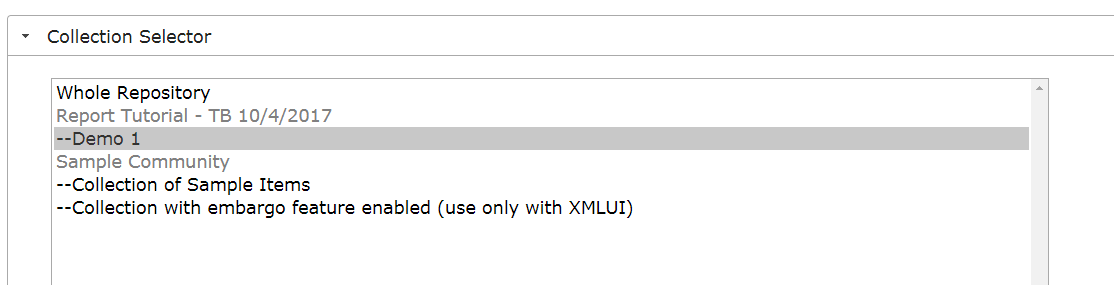 Collection Selector
Whole Repository
Report Tutorial - TB 10/4/2017
--Demo 1
Sample Community
--Collection of Sample Items
--Collection with embargo feature enabled (use only with XMLUI)